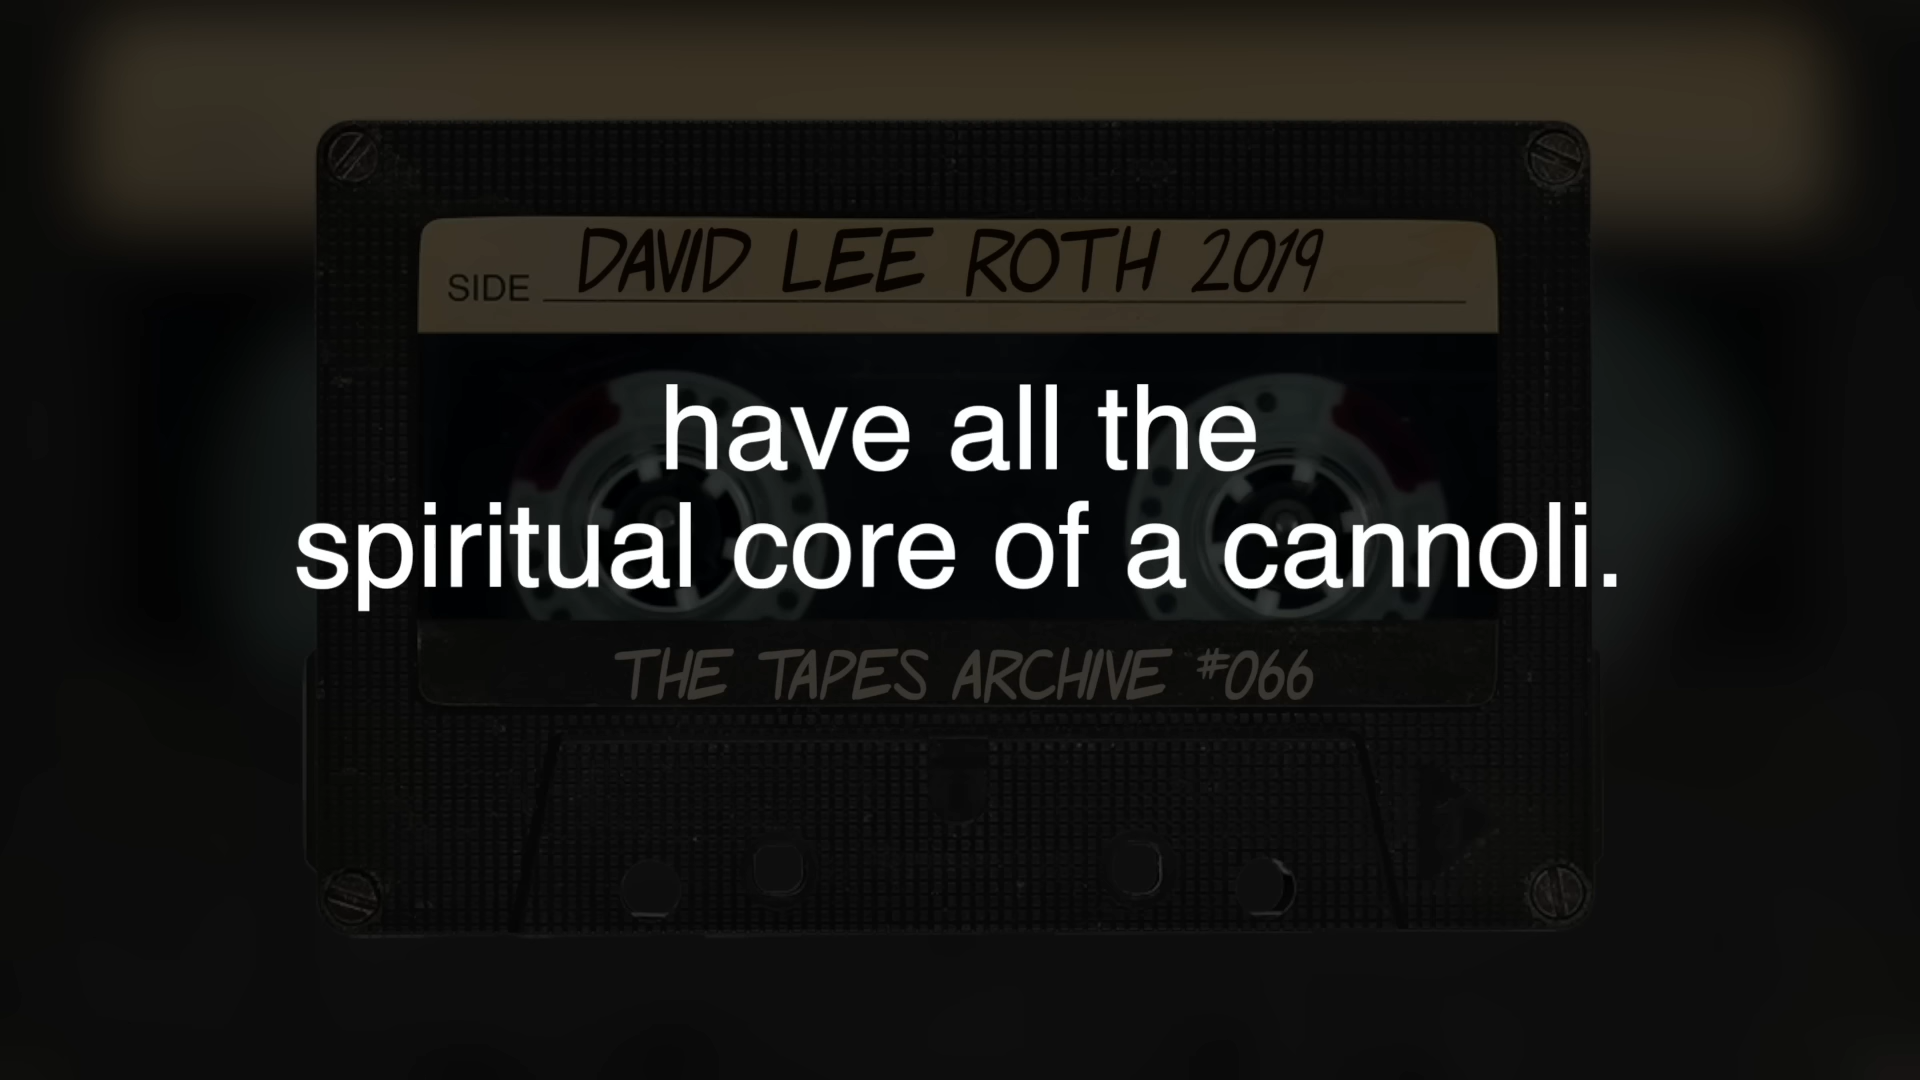 SIDE DAVID LEE ROTH 2019
have all the
spiritual core of a cannoli.
THE TAPES ARCHIVE #066